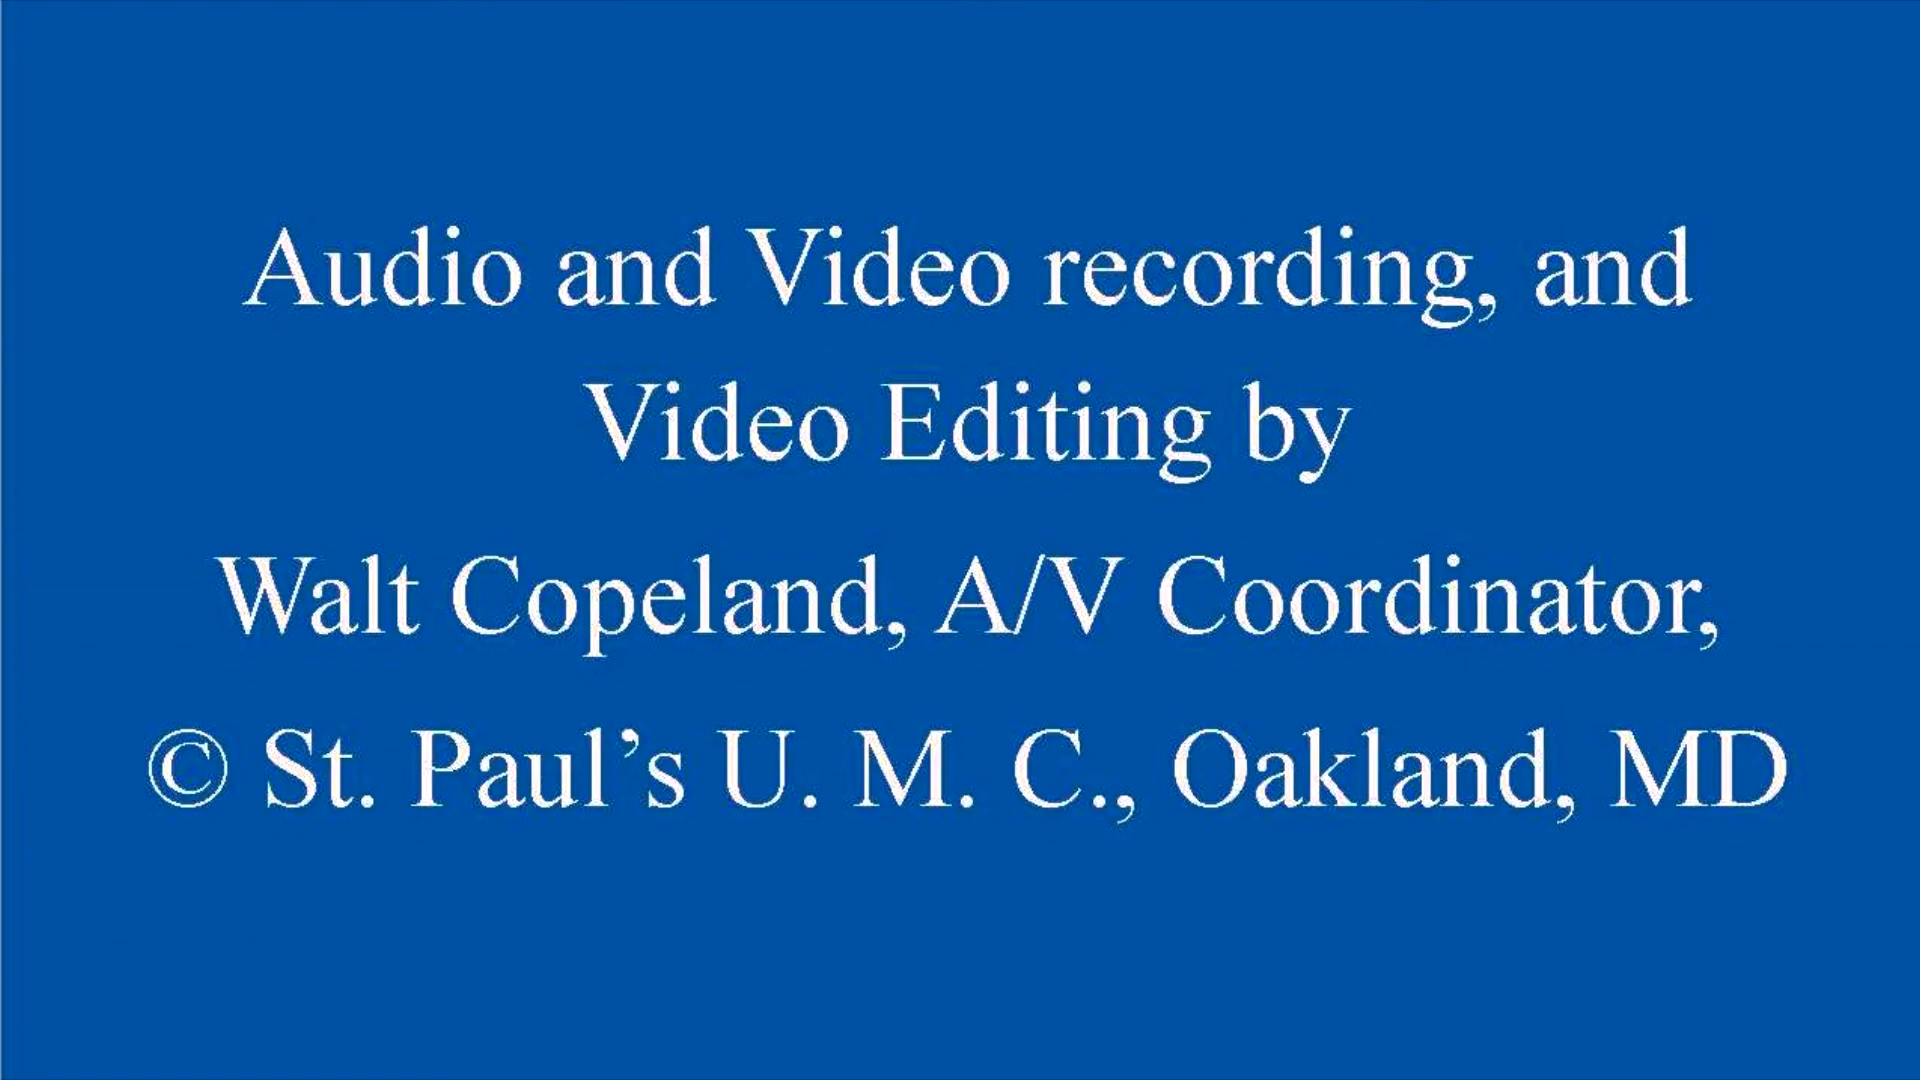 Audio and Video recording, and
Video Editing by
Walt Copeland, A/V Coordinator,
© St. Paul’s U. M. C., Oakland, MD